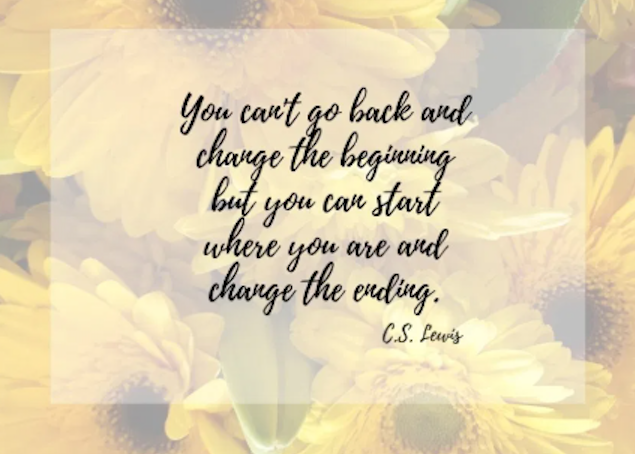 You can't go back and
change the beginning
but you can start
where you are and
change the ending.
C.S. Lewis